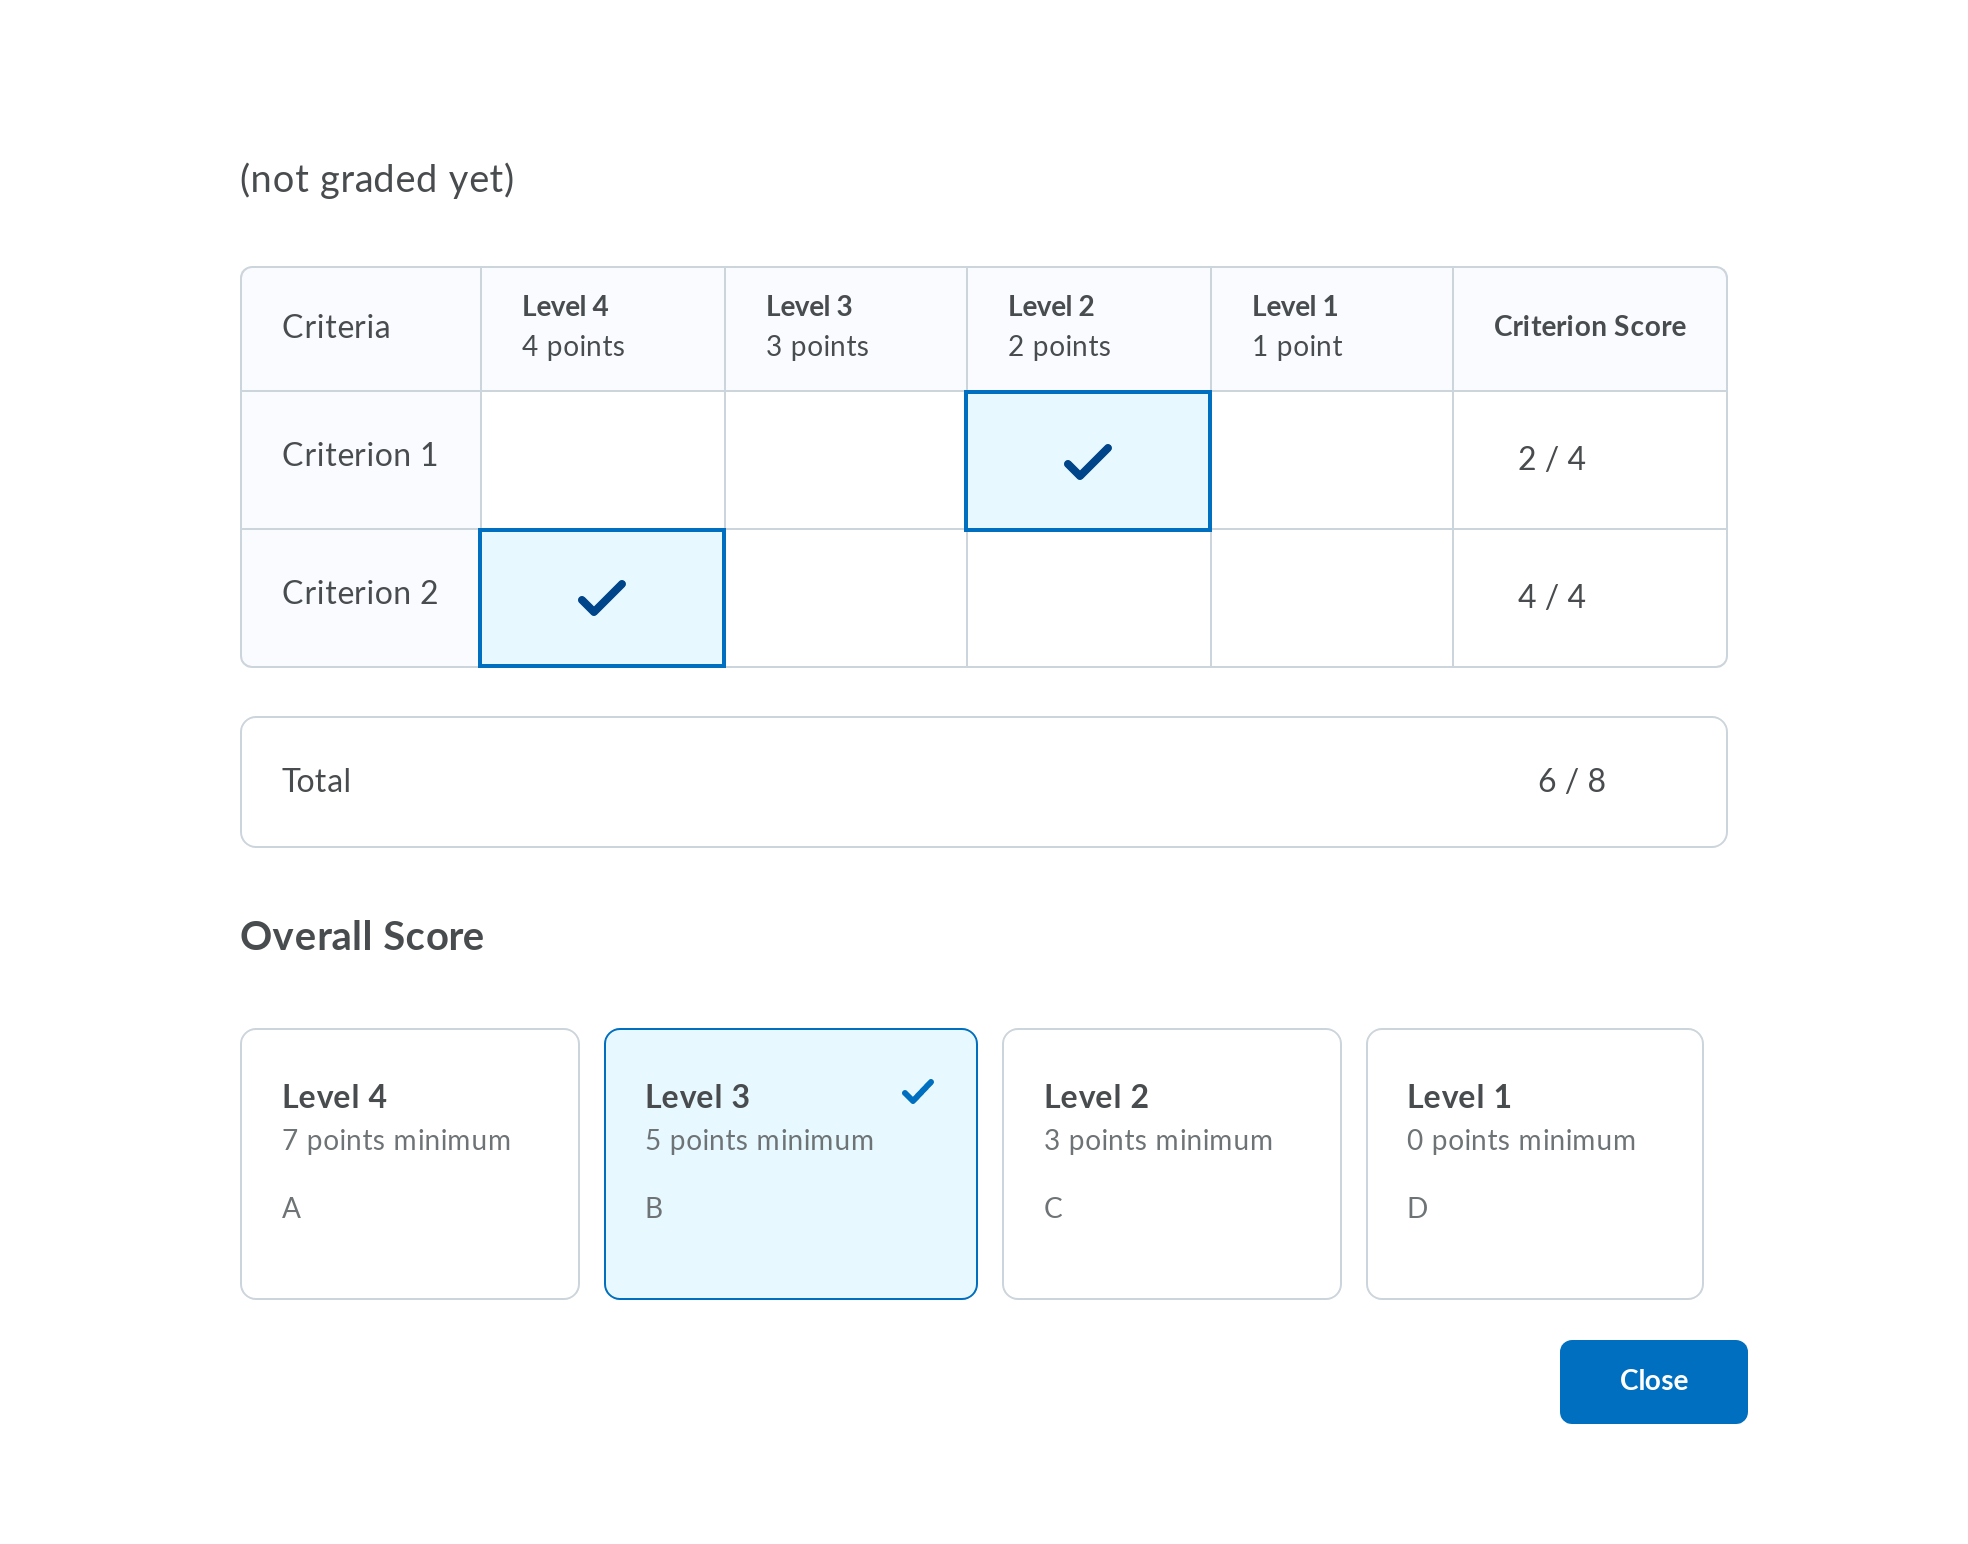 (not graded yet)
Criteria
Level 4
4 points
Level 3
3 points
Level 2
2 points
Level 1
1 point
Criterion Score
Criterion 1
2 / 4
Criterion 2
4 / 4
Total
6 / 8
Overall Score
Level 4
7 points minimum
A
Level 3
5 points minimum
B
Level 2
3 points minimum
C
Level 1
0 points minimum
D
Close